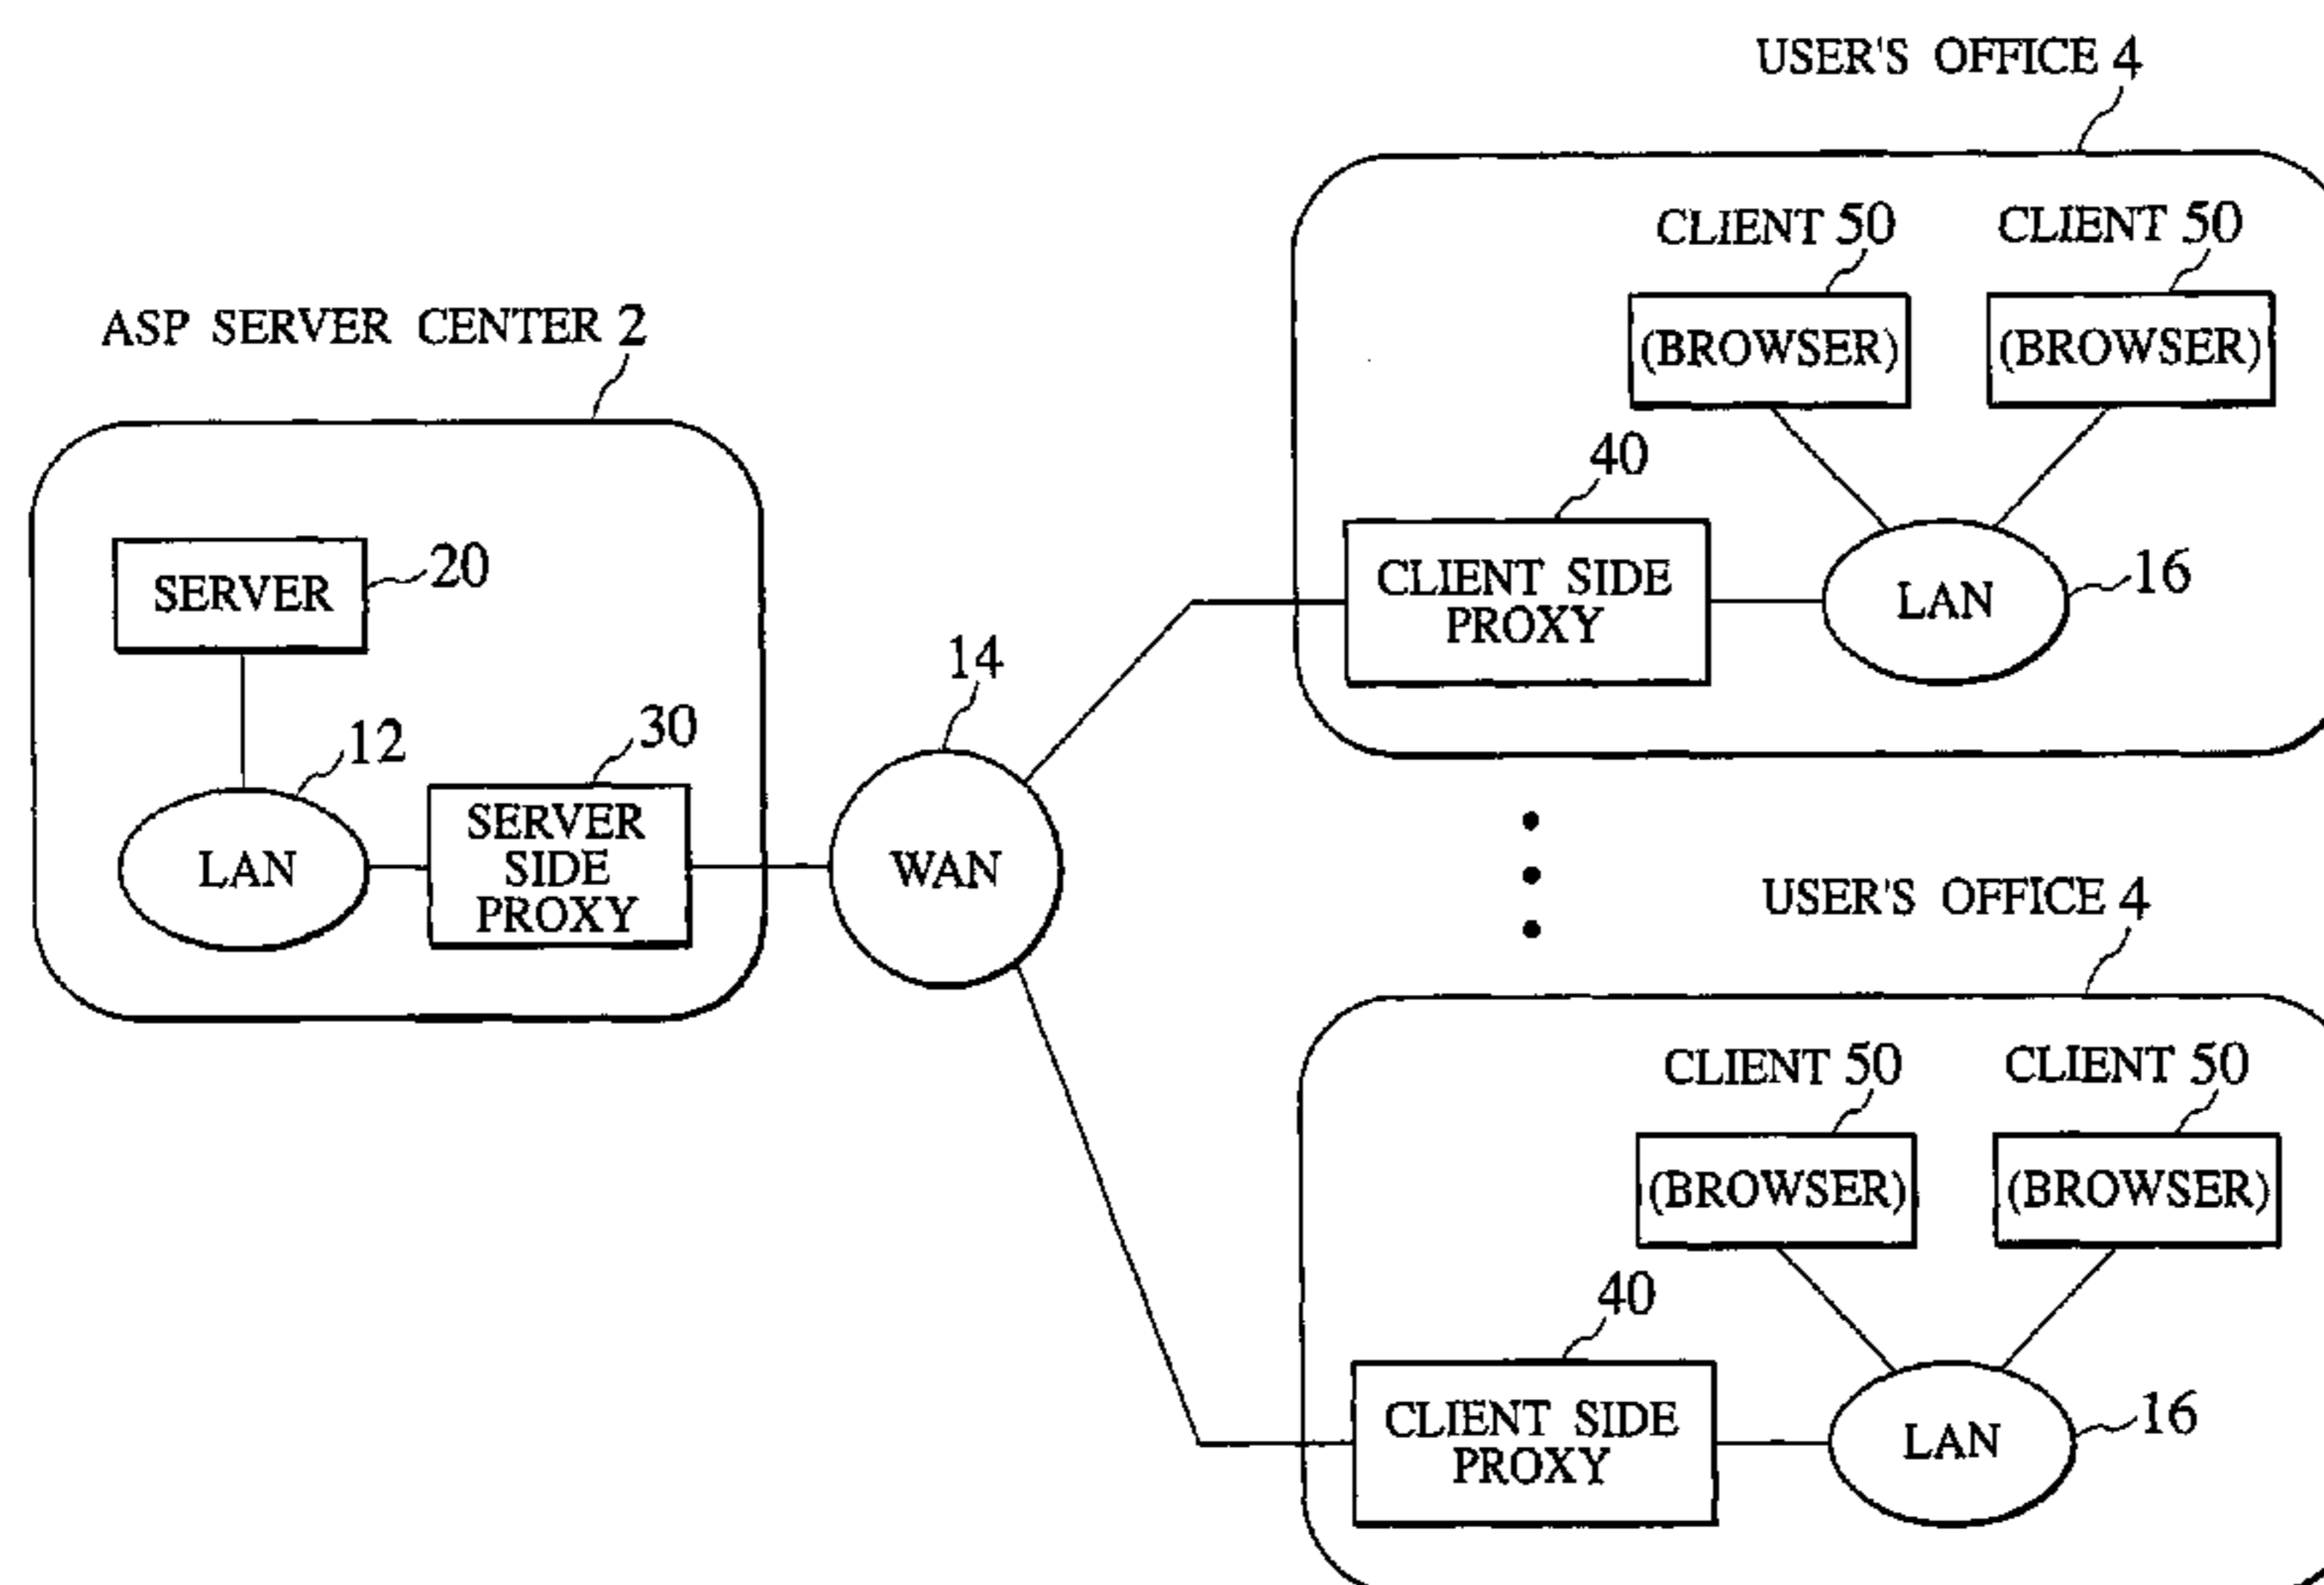 USER'S OFFICE 4
CLIENT 50
CLIENT 50
(BROWSER)
(BROWSER)
40
CLIENT SIDE
PROXY
LAN
16
ASP SERVER CENTER 2
SERVER
20
12
30
LAN
SERVER
SIDE
PROXY
14
WAN
USER'S OFFICE 4
CLIENT 50
CLIENT 50
(BROWSER)
(BROWSER)
40
CLIENT SIDE
PROXY
LAN
16